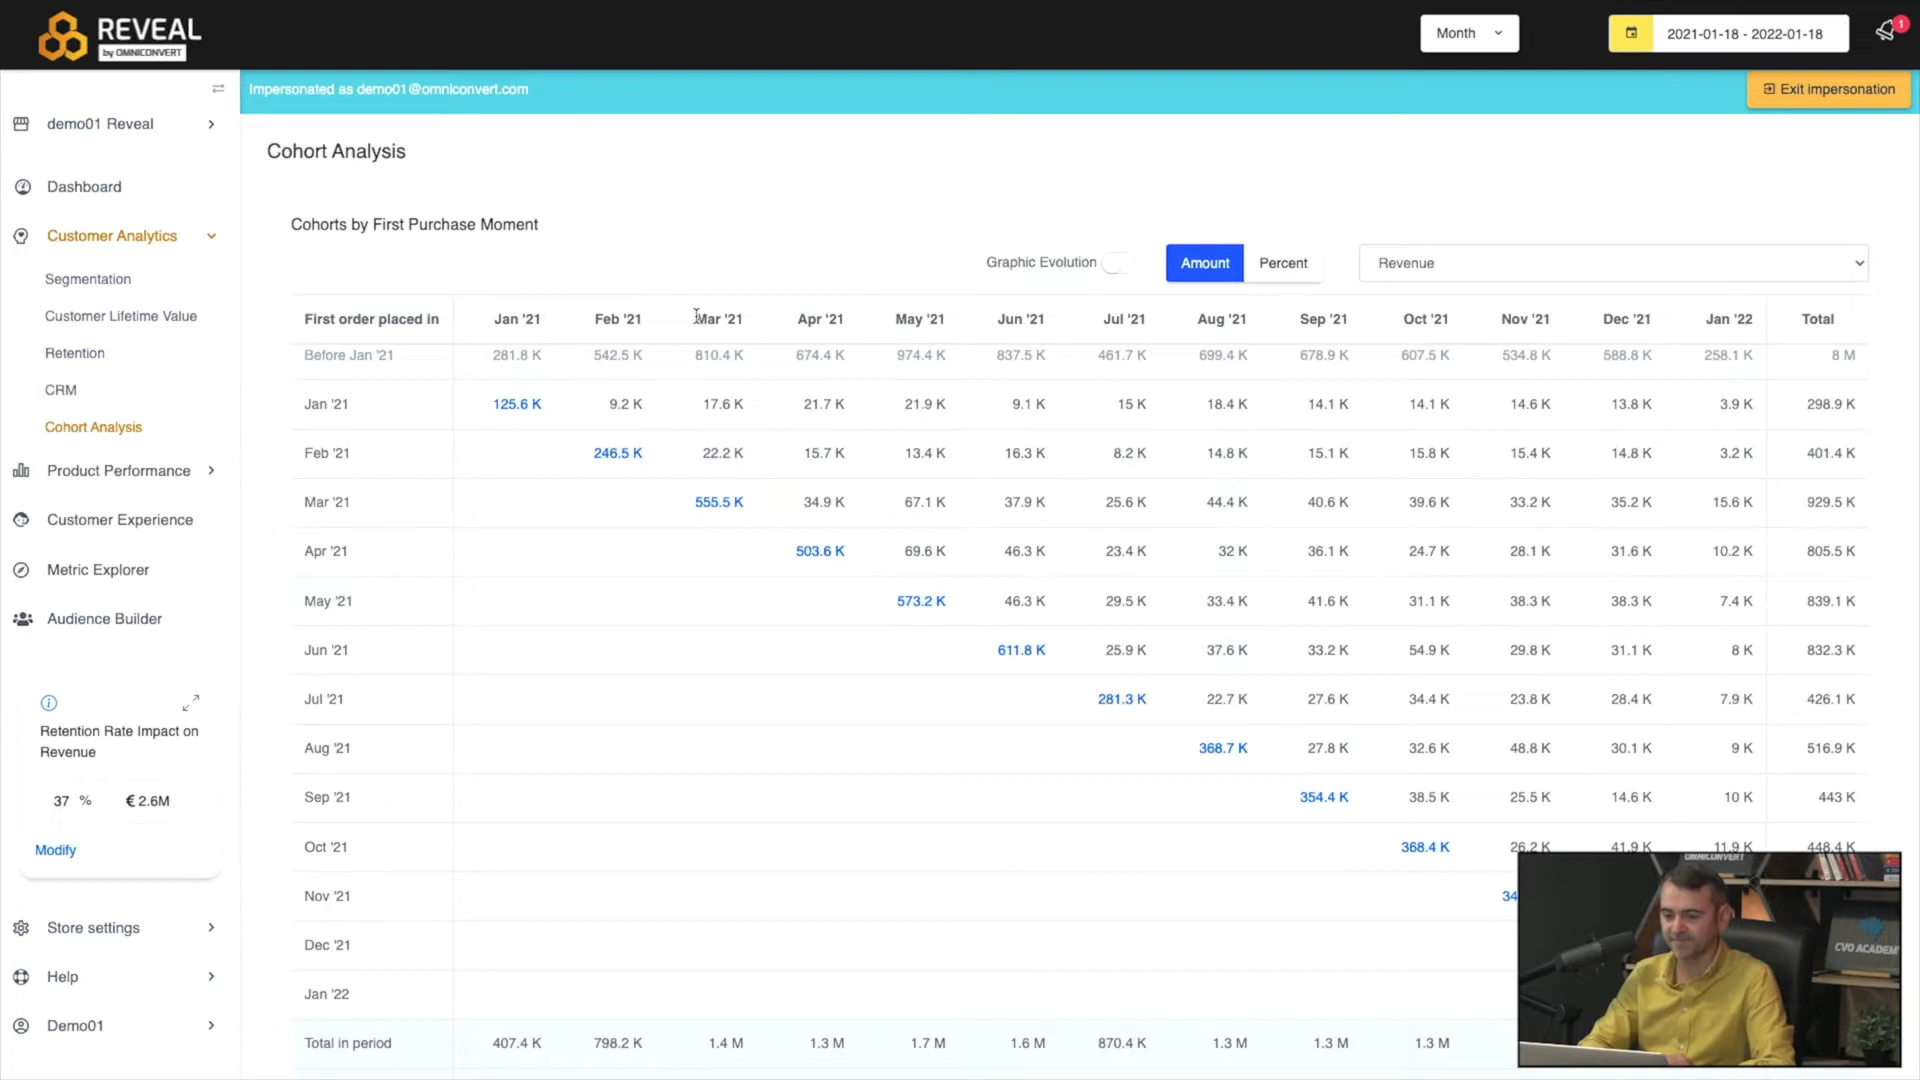 REVEAL
by OMNICONVERT
Month
2021-01-18 - 2022-01-18
1
Impersonated as demo01@omniconvert.com
Exit impersonation
demo01 Reveal
Dashboard
Customer Analytics
Segmentation
Customer Lifetime Value
Retention
CRM
Cohort Analysis
Product Performance
Customer Experience
Metric Explorer
Audience Builder
Retention Rate Impact on
Revenue
37 % € 2.6M
Modify
Store settings
Help
Demo01
Cohort Analysis
Cohorts by First Purchase Moment
Graphic Evolution Amount Percent Revenue
First order placed in Jan '21 Feb '21 Mar '21 Apr '21 May '21 Jun '21 Jul '21 Aug '21 Sep '21 Oct '21 Nov '21 Dec '21 Jan '22 Total
Before Jan '21 281.8 K 542.5 K 810.4 K 674.4 K 974.4 K 837.5 K 461.7 K 699.4 K 678.9 K 607.5 K 534.8 K 588.8 K 258.1 K 8 M
Jan '21 125.6 K 9.2 K 17.6 K 21.7 K 21.9 K 9.1 K 15 K 18.4 K 14.1 K 14.1 K 14.6 K 13.8 K 3.9 K 298.9 K
Feb '21 246.5 K 22.2 K 15.7 K 13.4 K 16.3 K 8.2 K 14.8 K 15.1 K 15.8 K 15.4 K 14.8 K 3.2 K 401.4 K
Mar '21 555.5 K 34.9 K 67.1 K 37.9 K 25.6 K 44.4 K 40.6 K 39.6 K 33.2 K 35.2 K 15.6 K 929.5 K
Apr '21 503.6 K 69.6 K 46.3 K 23.4 K 32 K 36.1 K 24.7 K 28.1 K 31.6 K 10.2 K 805.5 K
May '21 573.2 K 46.3 K 29.5 K 33.4 K 41.6 K 31.1 K 38.3 K 38.3 K 7.4 K 839.1 K
Jun '21 611.8 K 25.9 K 37.6 K 33.2 K 54.9 K 29.8 K 31.1 K 8 K 832.3 K
Jul '21 281.3 K 22.7 K 27.6 K 34.4 K 23.8 K 28.4 K 7.9 K 426.1 K
Aug '21 368.7 K 27.8 K 32.6 K 48.8 K 30.1 K 9 K 516.9 K
Sep '21 354.4 K 38.5 K 25.5 K 14.6 K 10 K 443 K
Oct '21 368.4 K 26.2 K 41.9 K 11.9 K 448.4 K
Nov '21 34
Dec '21
Jan '22
Total in period 407.4 K 798.2 K 1.4 M 1.3 M 1.7 M 1.6 M 870.4 K 1.3 M 1.3 M 1.3 M
OMNICONVERT
CVO ACADEMY